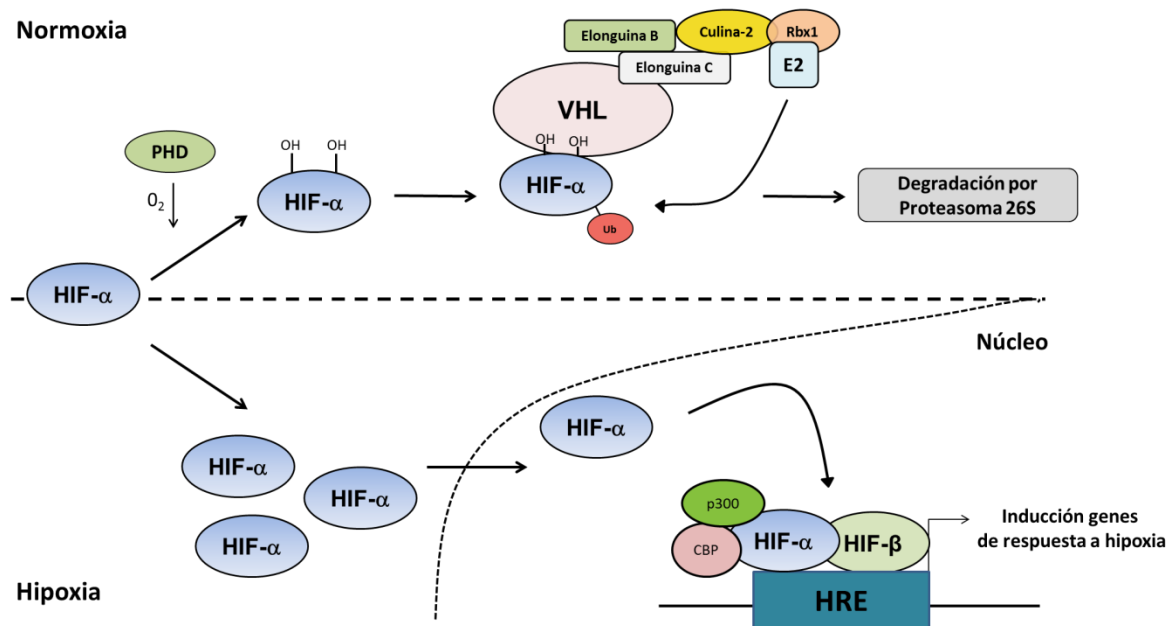 Normoxia
Elonguina B
Culina-2
Rbx1
Elonguina C
E2
VHL
PHD
OH
OH
OH
OH
0₂
HIF-α
HIF-α
Ub
Degradación por
Proteasoma 26S
HIF-α
Núcleo
HIF-α
HIF-α
HIF-α
HIF-α
p300
CBP
HIF-α
HIF-β
Inducción genes
de respuesta a hipoxia
Hipoxia
HRE